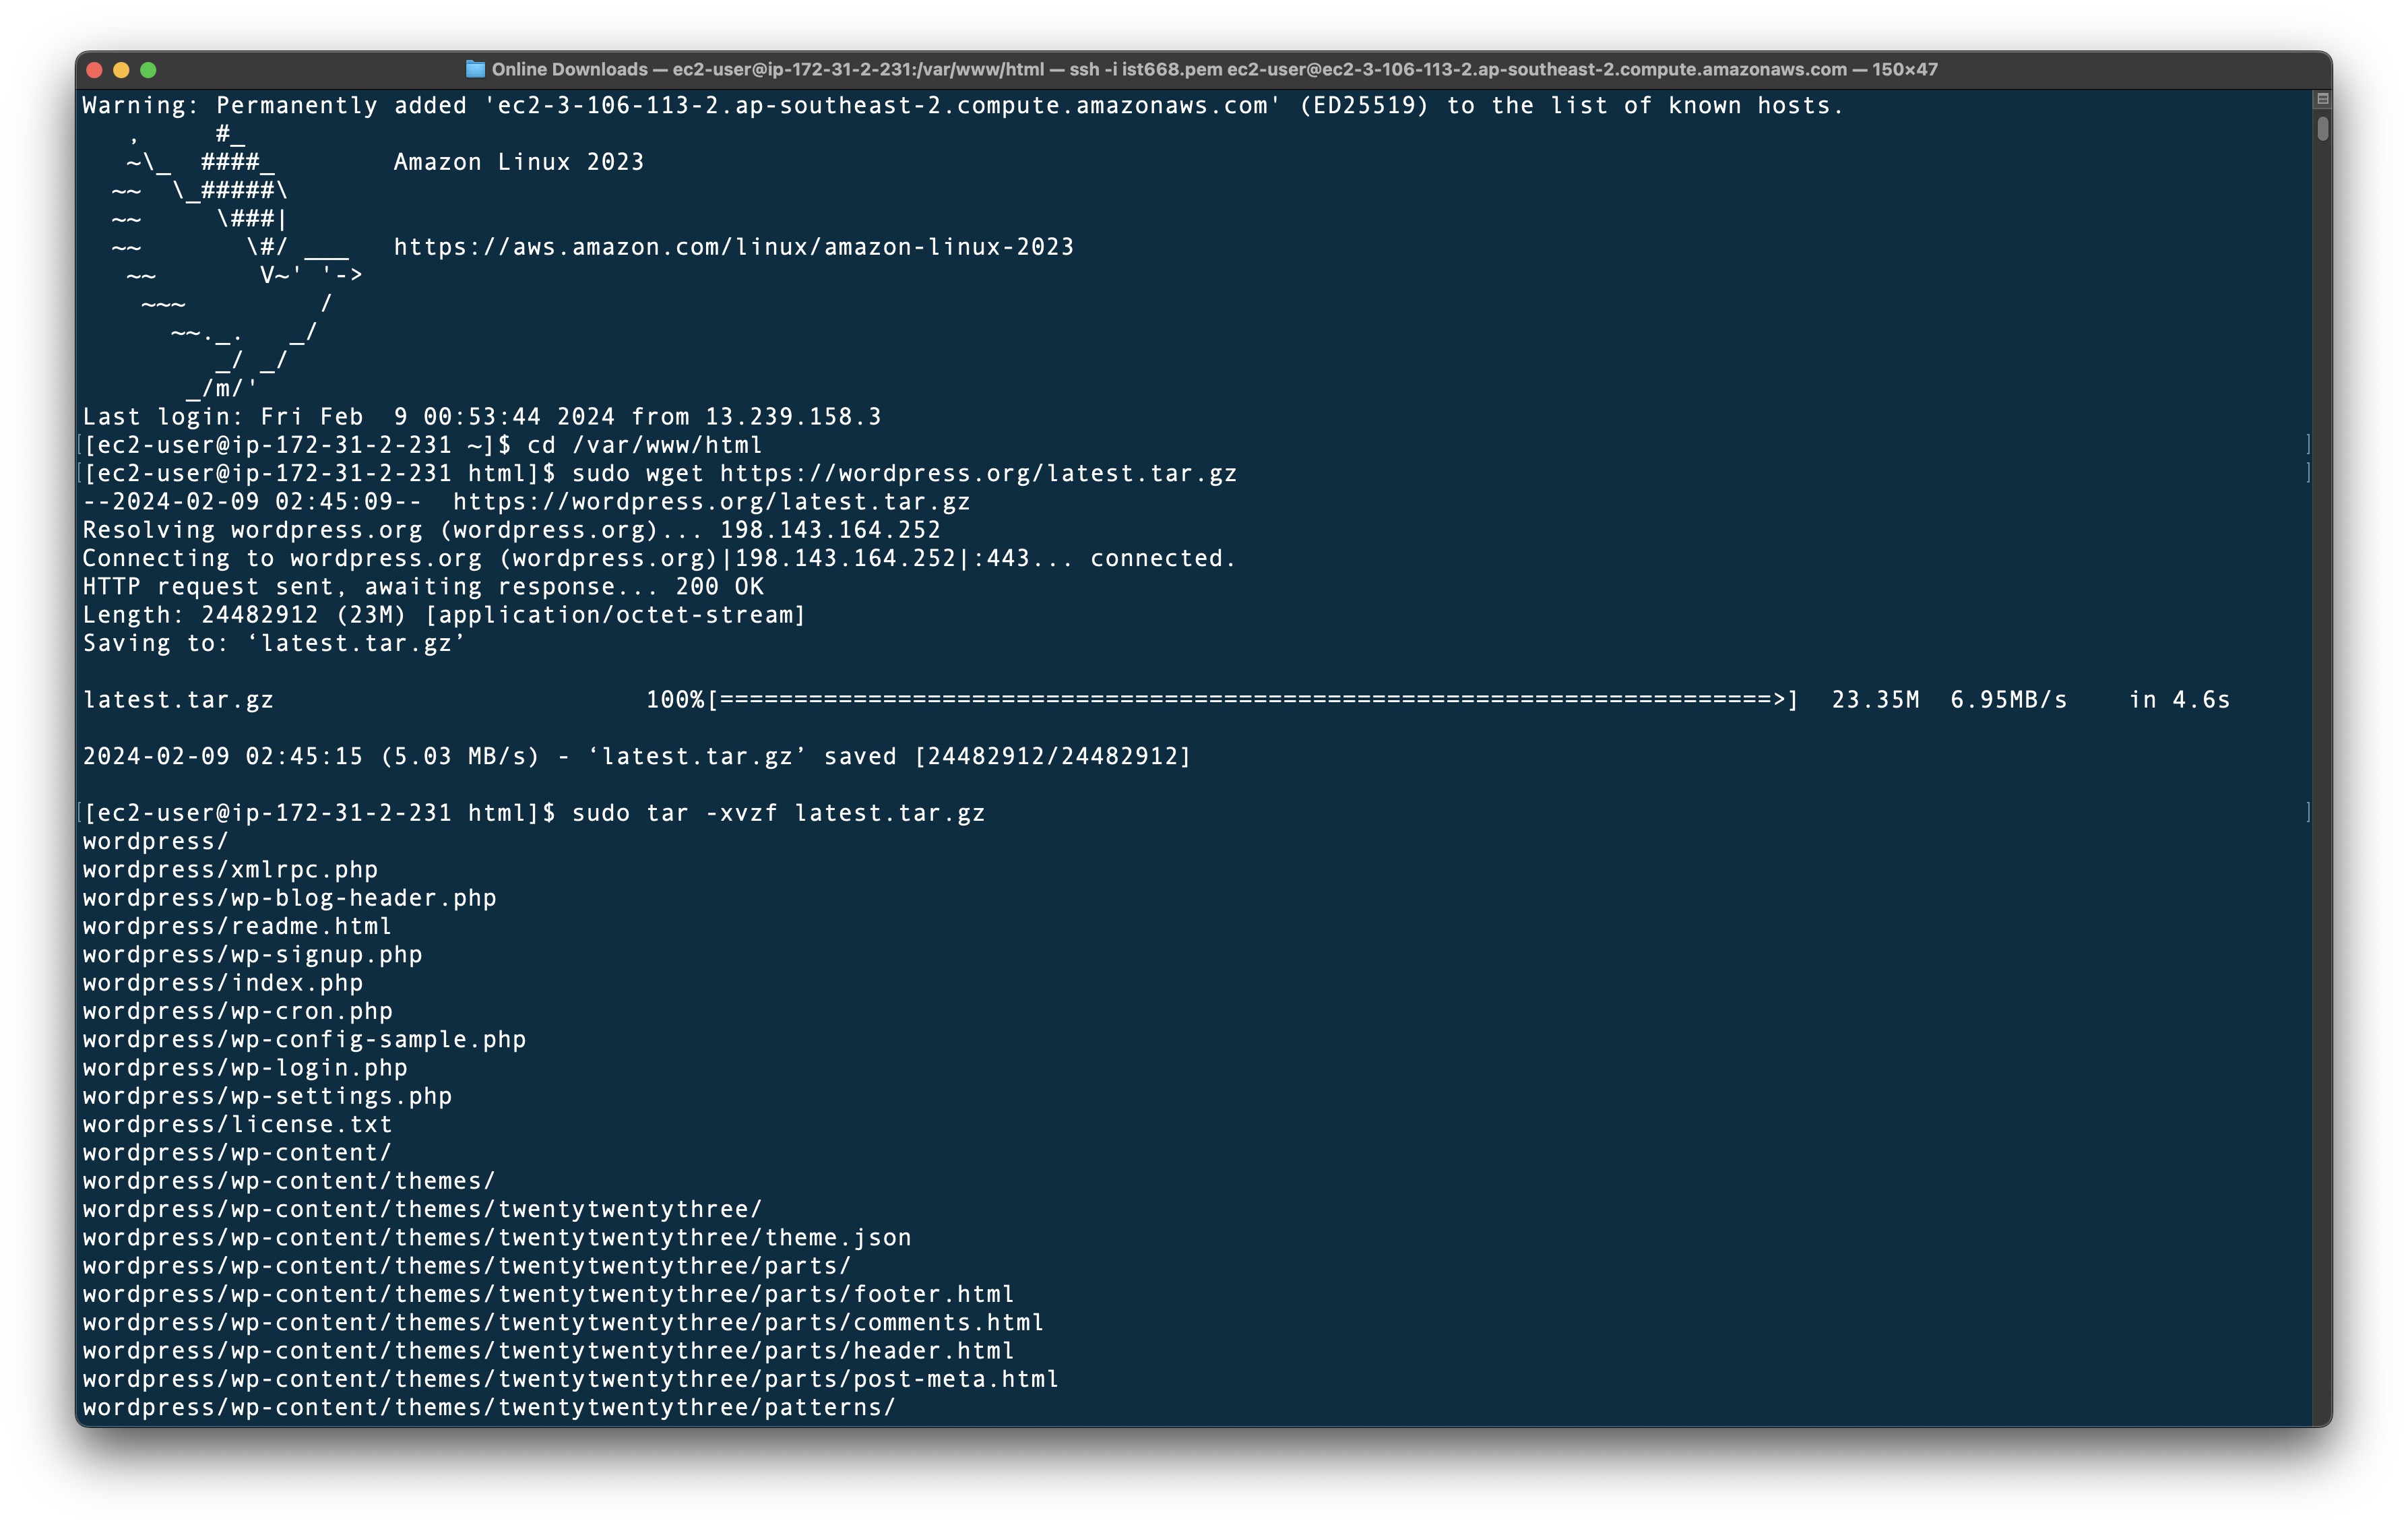 Online Downloads — ec2-user@ip-172-31-2-231:/var/www/html — ssh -i ist668.pem ec2-user@ec2-3-106-113-2.ap-southeast-2.compute.amazonaws.com — 150×47
Warning: Permanently added 'ec2-3-106-113-2.ap-southeast-2.compute.amazonaws.com' (ED25519) to the list of known hosts.
   ,     #_
   ~\_  ####_        Amazon Linux 2023
  ~~  \_#####\
  ~~     \###|
  ~~       \#/ ___   https://aws.amazon.com/linux/amazon-linux-2023
   ~~       V~' '->
    ~~~         /
      ~~._.   _/
         _/ _/
       _/m/'
Last login: Fri Feb  9 00:53:44 2024 from 13.239.158.3
[[ec2-user@ip-172-31-2-231 ~]$ cd /var/www/html ]
[[ec2-user@ip-172-31-2-231 html]$ sudo wget https://wordpress.org/latest.tar.gz ]
--2024-02-09 02:45:09--  https://wordpress.org/latest.tar.gz
Resolving wordpress.org (wordpress.org)... 198.143.164.252
Connecting to wordpress.org (wordpress.org)|198.143.164.252|:443... connected.
HTTP request sent, awaiting response... 200 OK
Length: 24482912 (23M) [application/octet-stream]
Saving to: ‘latest.tar.gz’
latest.tar.gz                         100%[=======================================================================>]  23.35M  6.95MB/s    in 4.6s
2024-02-09 02:45:15 (5.03 MB/s) - ‘latest.tar.gz’ saved [24482912/24482912]
[[ec2-user@ip-172-31-2-231 html]$ sudo tar -xvzf latest.tar.gz ]
wordpress/
wordpress/xmlrpc.php
wordpress/wp-blog-header.php
wordpress/readme.html
wordpress/wp-signup.php
wordpress/index.php
wordpress/wp-cron.php
wordpress/wp-config-sample.php
wordpress/wp-login.php
wordpress/wp-settings.php
wordpress/license.txt
wordpress/wp-content/
wordpress/wp-content/themes/
wordpress/wp-content/themes/twentytwentythree/
wordpress/wp-content/themes/twentytwentythree/theme.json
wordpress/wp-content/themes/twentytwentythree/parts/
wordpress/wp-content/themes/twentytwentythree/parts/footer.html
wordpress/wp-content/themes/twentytwentythree/parts/comments.html
wordpress/wp-content/themes/twentytwentythree/parts/header.html
wordpress/wp-content/themes/twentytwentythree/parts/post-meta.html
wordpress/wp-content/themes/twentytwentythree/patterns/